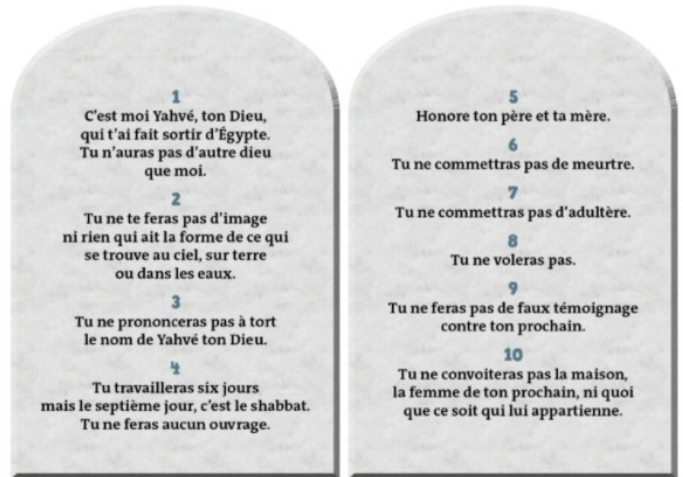 1
C'est moi Yahvé, ton Dieu,
qui t'ai fait sortir d'Égypte.
Tu n'auras pas d'autre dieu
que moi.
2
Tu ne te feras pas d'image
ni rien qui ait la forme de ce qui
se trouve au ciel, sur terre
ou dans les eaux.
3
Tu ne prononceras pas à tort
le nom de Yahvé ton Dieu.
4
Tu travailleras six jours
mais le septième jour, c'est le shabbat.
Tu ne feras aucun ouvrage.
5
Honore ton père et ta mère.
6
Tu ne commettras pas de meurtre.
7
Tu ne commettras pas d'adultère.
8
Tu ne voleras pas.
9
Tu ne feras pas de faux témoignage
contre ton prochain.
10
Tu ne convoiteras pas la maison,
la femme de ton prochain, ni quoi
que ce soit qui lui appartienne.